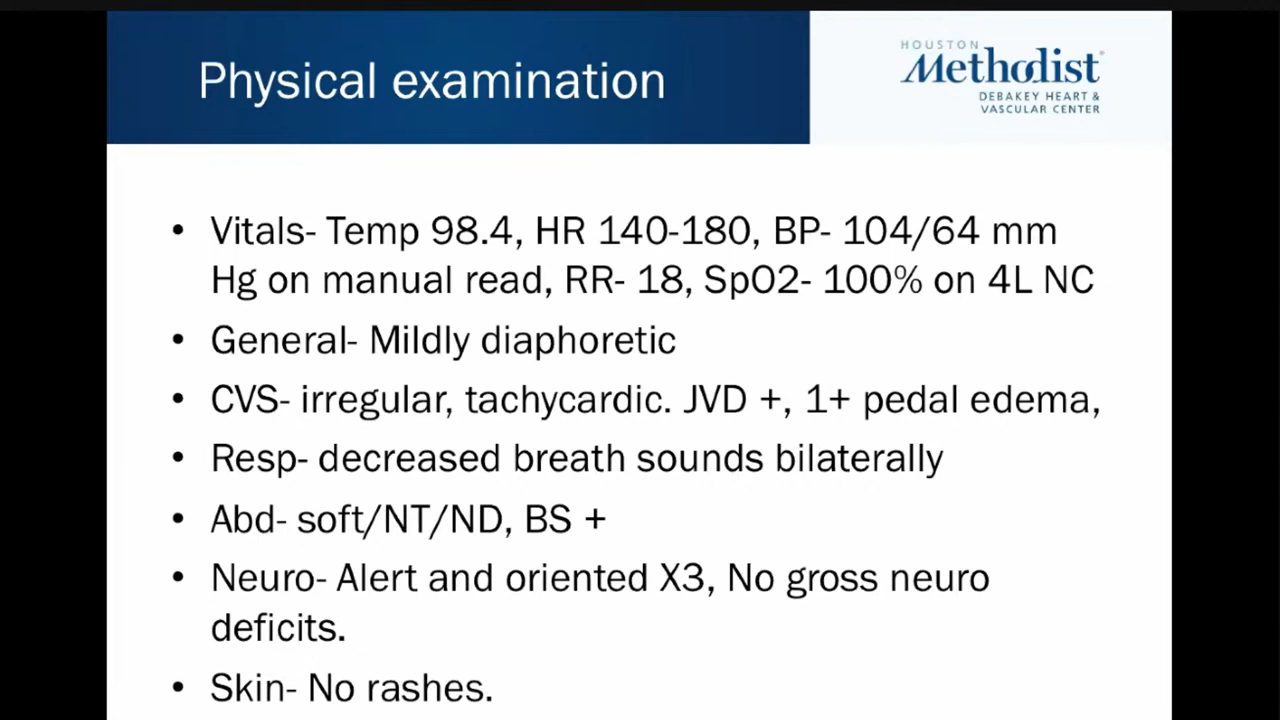 Physical examination
HOUSTON
Methodist®
DEBAKEY HEART &
VASCULAR CENTER
• Vitals- Temp 98.4, HR 140-180, BP- 104/64 mm
Hg on manual read, RR- 18, SpO2- 100% on 4L NC
• General- Mildly diaphoretic
• CVS- irregular, tachycardic. JVD +, 1+ pedal edema,
• Resp- decreased breath sounds bilaterally
• Abd- soft/NT/ND, BS +
• Neuro- Alert and oriented X3, No gross neuro
deficits.
• Skin- No rashes.